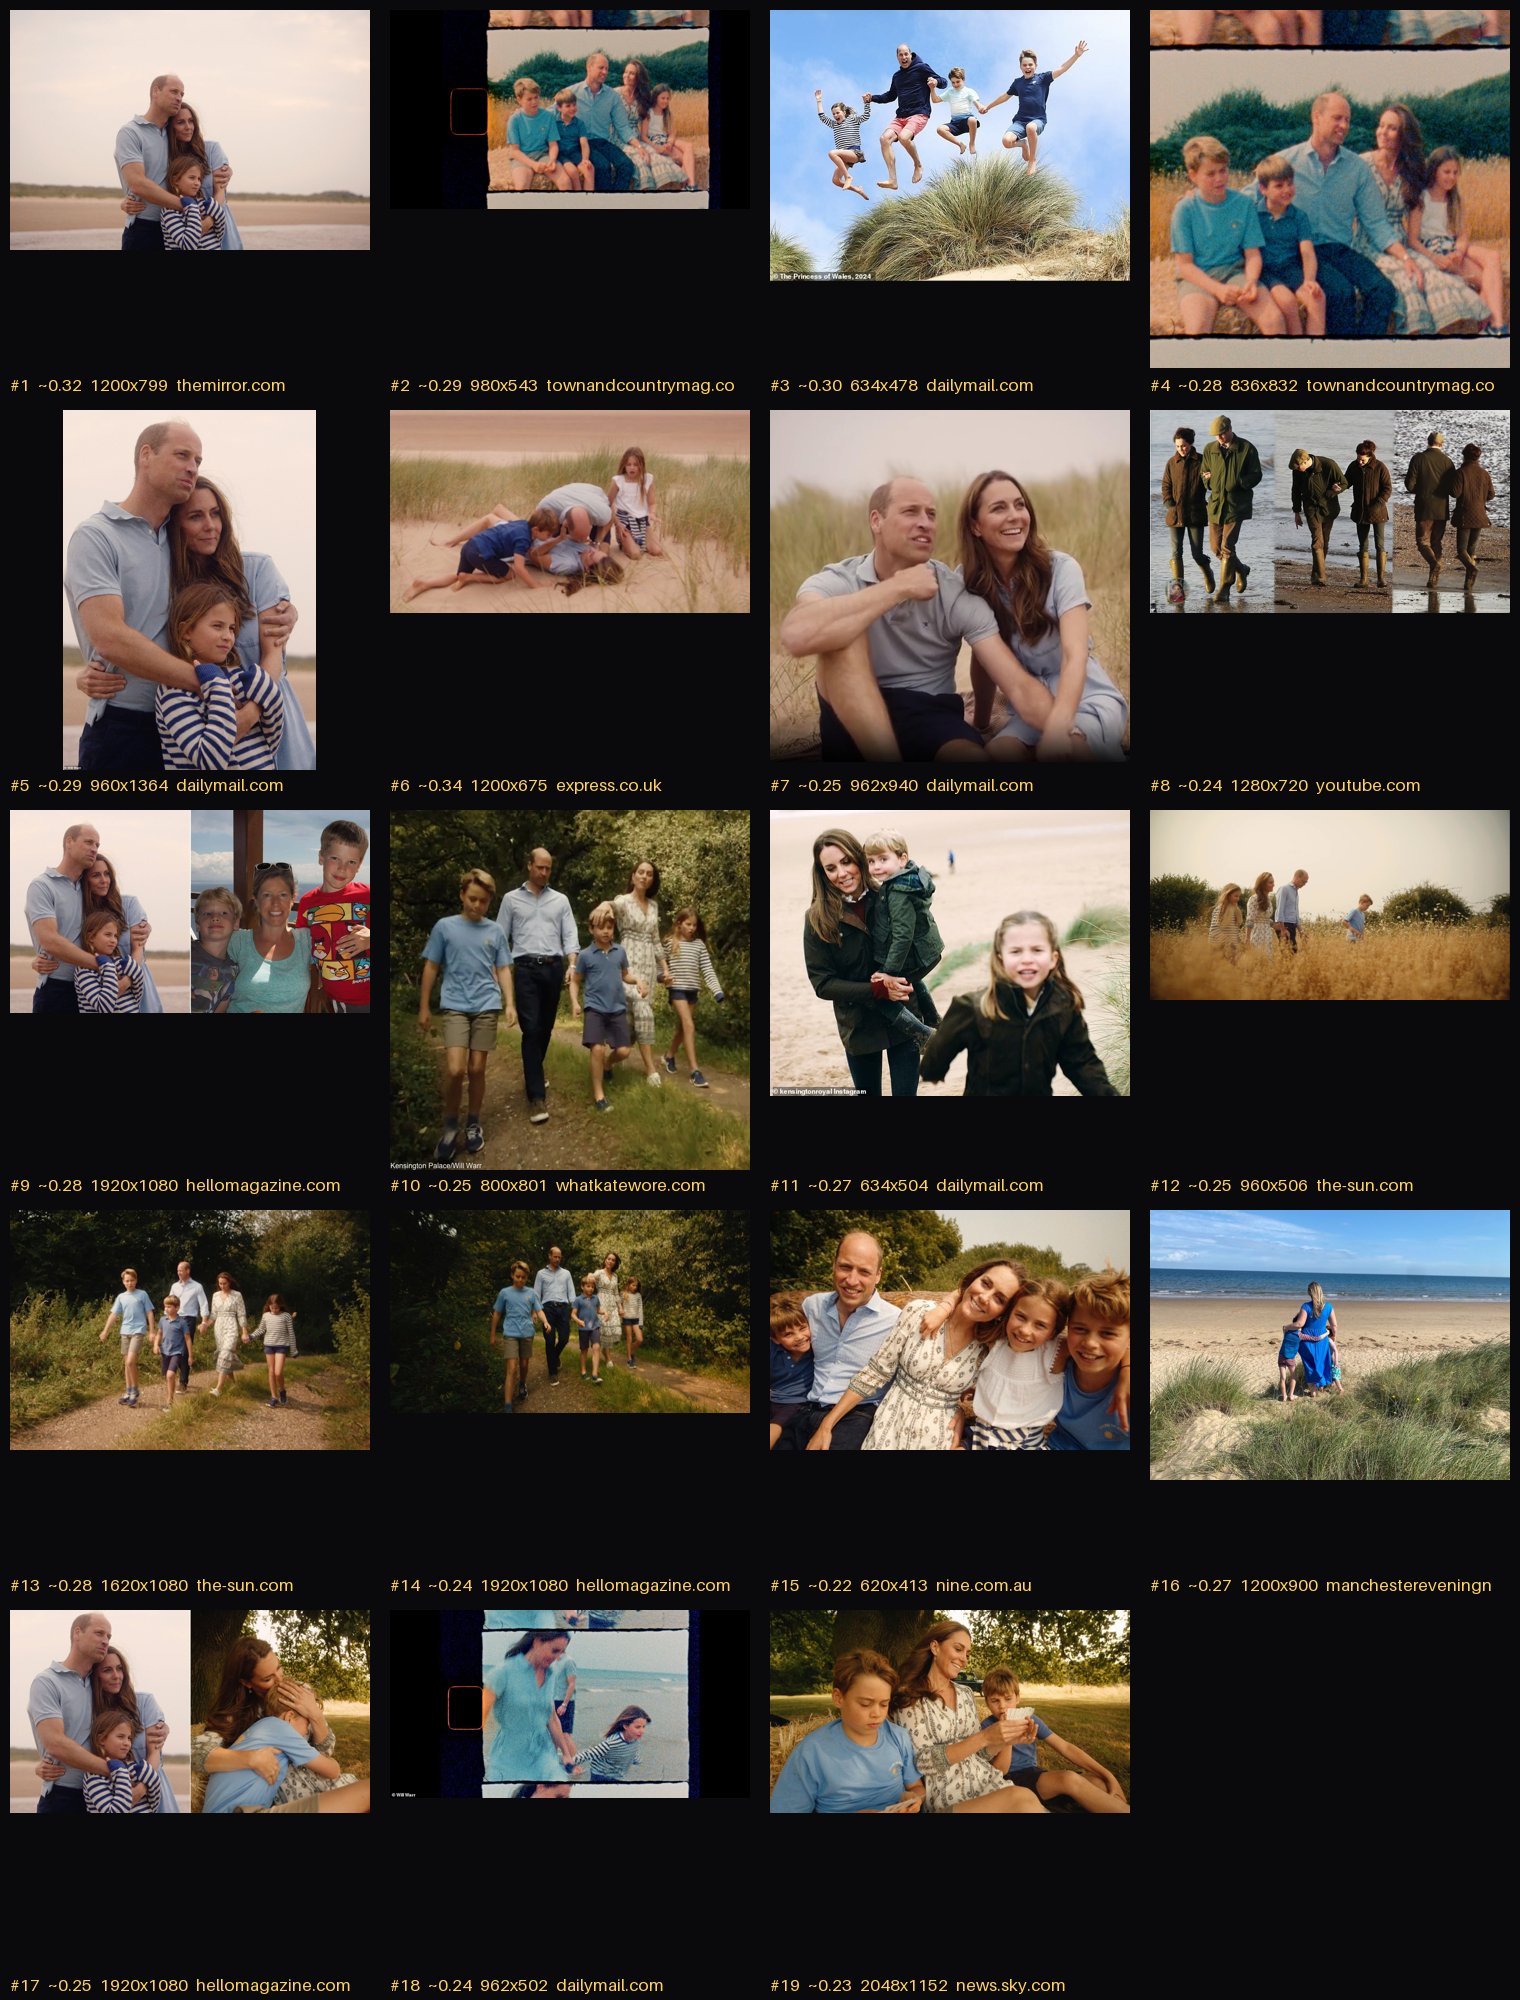 © The Princess of Wales, 2024
#1 ~0.32 1200x799 themirror.com
#2 ~0.29 980x543 townandcountrymag.co
#3 ~0.30 634x478 dailymail.com
#4 ~0.28 836x832 townandcountrymag.co
#5 ~0.29 960x1364 dailymail.com
#6 ~0.34 1200x675 express.co.uk
#7 ~0.25 962x940 dailymail.com
#8 ~0.24 1280x720 youtube.com
Kensington Palace/Will Warr
© kensingtonroyal Instagram
#9 ~0.28 1920x1080 hellomagazine.com
#10 ~0.25 800x801 whatkatewore.com
#11 ~0.27 634x504 dailymail.com
#12 ~0.25 960x506 the-sun.com
#13 ~0.28 1620x1080 the-sun.com
#14 ~0.24 1920x1080 hellomagazine.com
#15 ~0.22 620x413 nine.com.au
#16 ~0.27 1200x900 manchestereveningn
© Will Warr
#17 ~0.25 1920x1080 hellomagazine.com
#18 ~0.24 962x502 dailymail.com
#19 ~0.23 2048x1152 news.sky.com